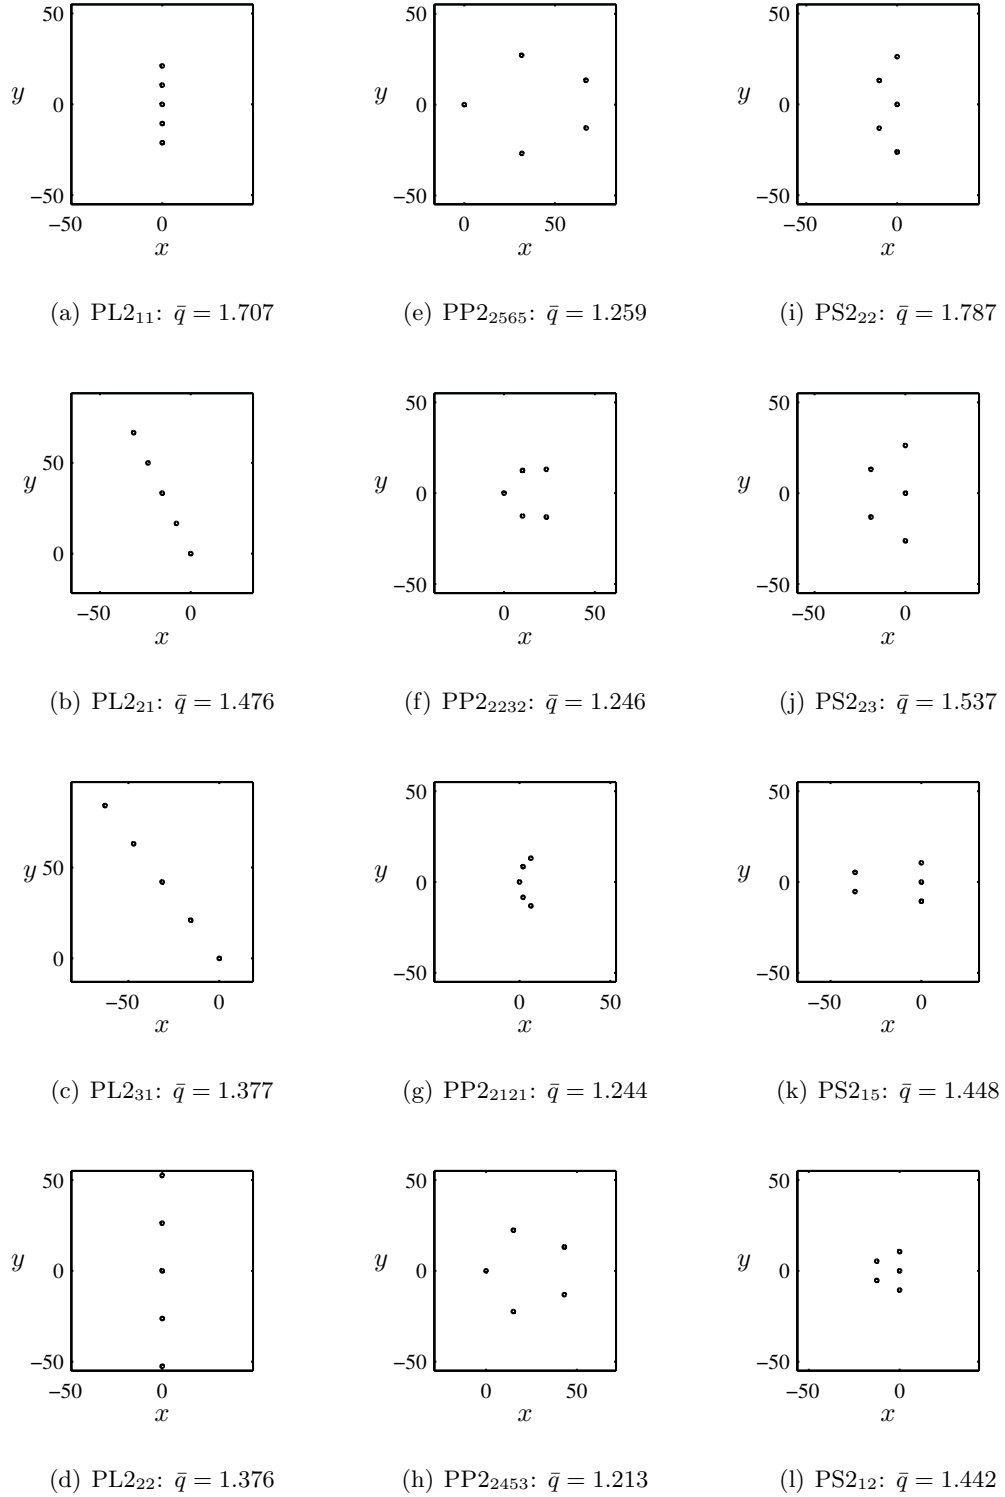 50
y
0
−50
−50
0
x
50
y
0
−50
0
50
x
50
y
0
−50
−50
0
x
(a) PL2₁₁: q̄ = 1.707
(e) PP2₂₅₆₅: q̄ = 1.259
(i) PS2₂₂: q̄ = 1.787
y
50
0
−50
0
x
50
y
0
−50
0
50
x
50
y
0
−50
−50
0
x
(b) PL2₂₁: q̄ = 1.476
(f) PP2₂₂₃₂: q̄ = 1.246
(j) PS2₂₃: q̄ = 1.537
y
50
0
−50
0
x
50
y
0
−50
0
50
x
50
y
0
−50
−50
0
x
(c) PL2₃₁: q̄ = 1.377
(g) PP2₂₁₂₁: q̄ = 1.244
(k) PS2₁₅: q̄ = 1.448
50
y
0
−50
−50
0
x
50
y
0
−50
0
50
x
50
y
0
−50
−50
0
x
(d) PL2₂₂: q̄ = 1.376
(h) PP2₂₄₅₃: q̄ = 1.213
(l) PS2₁₂: q̄ = 1.442